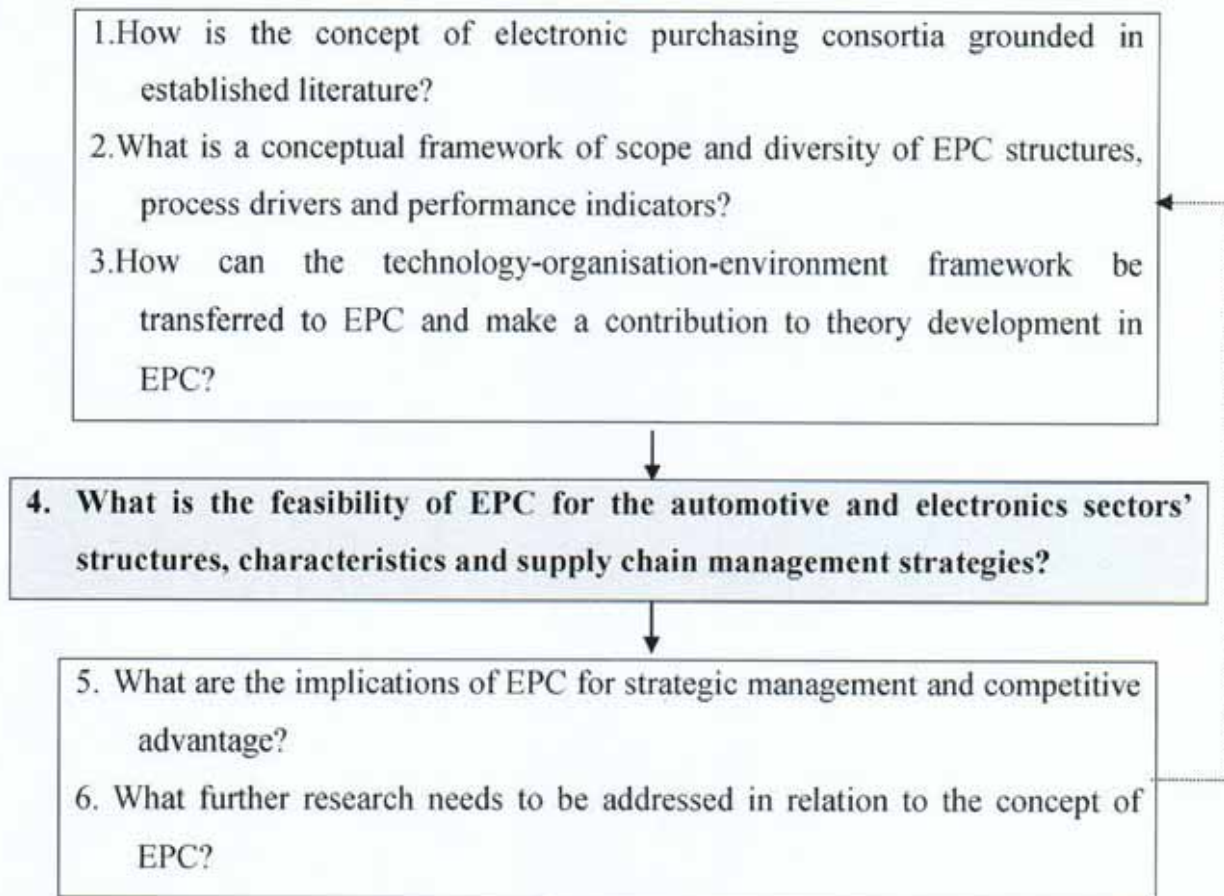 1.How is the concept of electronic purchasing consortia grounded in
established literature?
2.What is a conceptual framework of scope and diversity of EPC structures,
process drivers and performance indicators?
3.How can the technology-organisation-environment framework be
transferred to EPC and make a contribution to theory development in
EPC?
4. What is the feasibility of EPC for the automotive and electronics sectors'
structures, characteristics and supply chain management strategies?
5. What are the implications of EPC for strategic management and competitive
advantage?
6. What further research needs to be addressed in relation to the concept of
EPC?